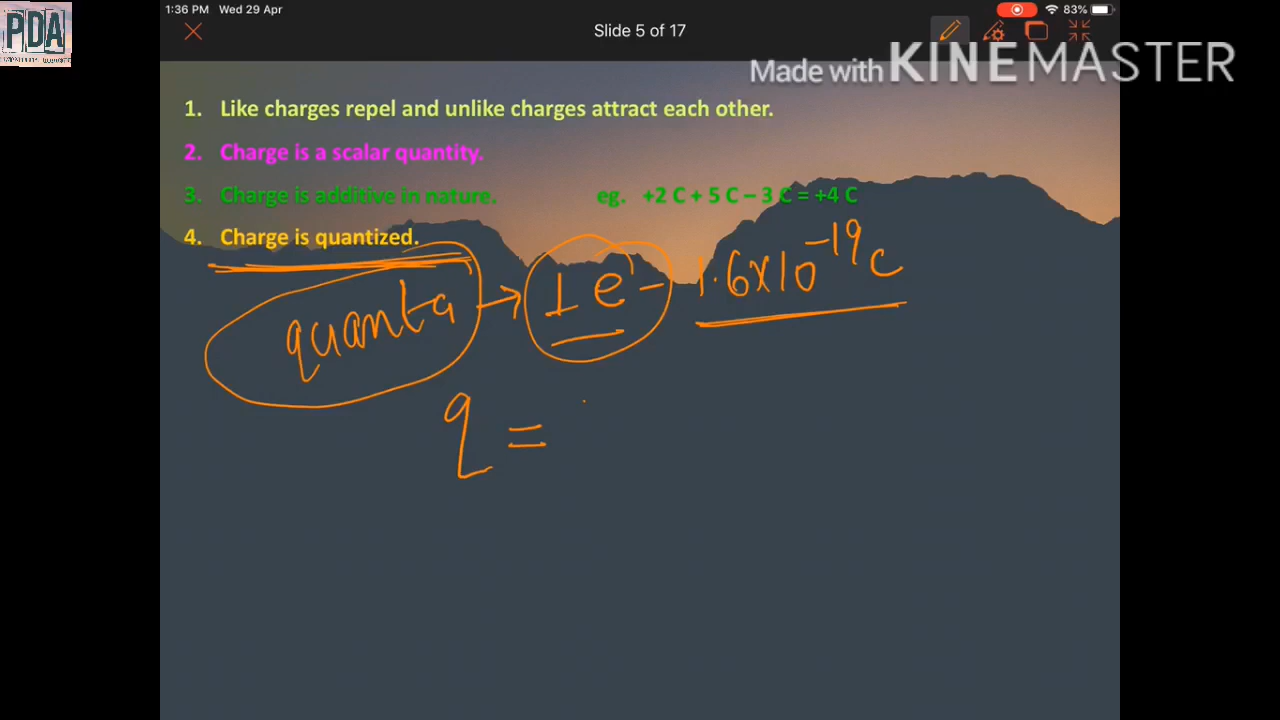 PDA
1:36 PM Wed 29 Apr
83%
Slide 5 of 17
Made with KINEMASTER
1. Like charges repel and unlike charges attract each other.
2. Charge is a scalar quantity.
3. Charge is additive in nature. eg. +2 C + 5 C – 3 C = +4 C
4. Charge is quantized.
quanta → 1 e – 1.6x10⁻¹⁹C
q =